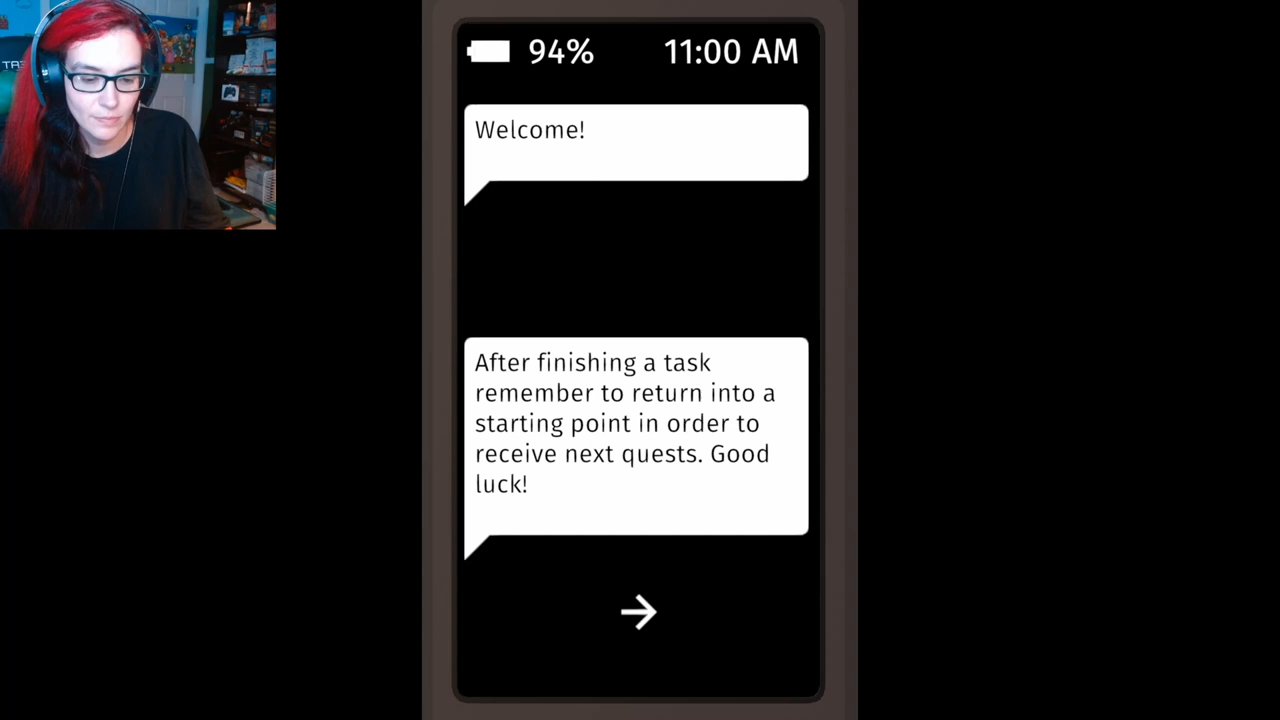 94% 11:00 AM
Welcome!
After finishing a task
remember to return into a
starting point in order to
receive next quests. Good
luck!